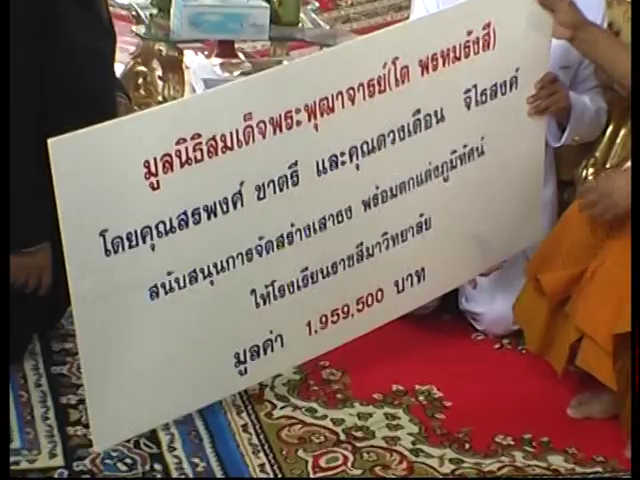 มูลนิธิสมเด็จพระพุฒาจารย์(โต พรหมรังสี)
โดยคุณสรพงศ์ ชาตรี และคุณดวงเดือน จิไธสงค์
สนับสนุนการจัดสร้างเสาธง พร้อมตกแต่งภูมิทัศน์
ให้โรงเรียนราชสีมาวิทยาลัย
มูลค่า 1,959,500 บาท